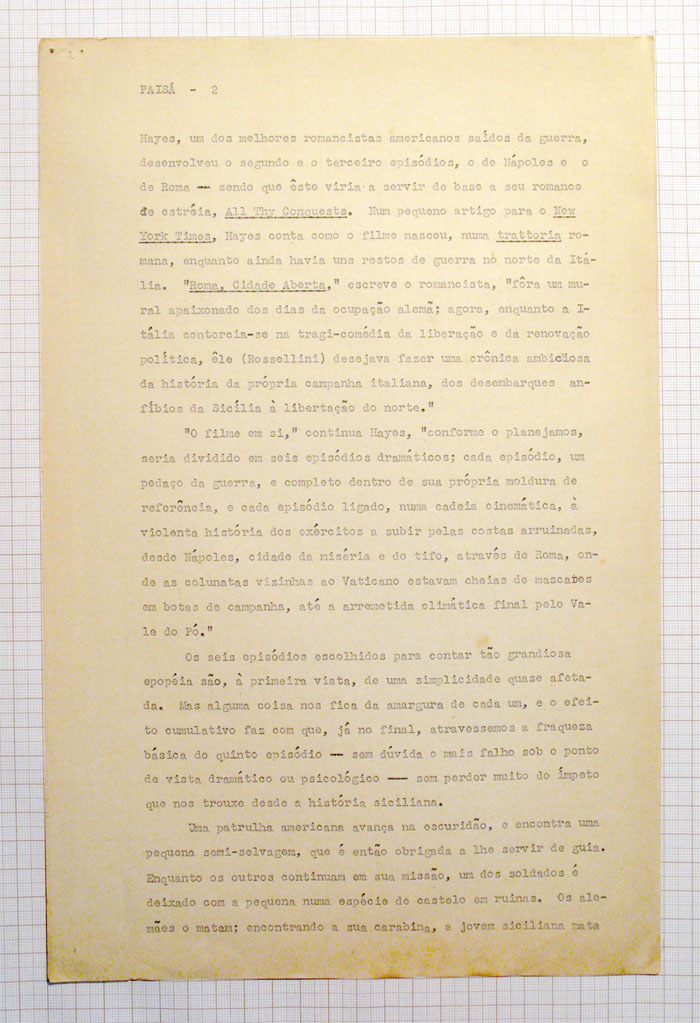 PAISÁ - 2
Hayes, um dos melhores romancistas americanos saídos da guerra,
desenvolveu o segundo e o terceiro episódios, o de Nápoles e o
de Roma — sendo que êste viria a servir de base a seu romance
de estréia, All Thy Conquests. Num pequeno artigo para o New
York Times, Hayes conta como o filme nasceu, numa trattoria ro-
mana, enquanto ainda havia uns restos de guerra no norte da Itá-
lia. "Roma, Cidade Aberta," escreve o romancista, "fôra um mu-
ral apaixonado dos dias da ocupação alemã; agora, enquanto a I-
tália contorcia-se na tragi-comédia da liberação e da renovação
política, êle (Rossellini) desejava fazer uma crônica ambiciosa
da história da própria campanha italiana, dos desembarques an-
fíbios da Sicília à libertação do norte."
"O filme em si," continua Hayes, "conforme o planejamos,
seria dividido em seis episódios dramáticos; cada episódio, um
pedaço da guerra, e completo dentro de sua própria moldura de
referência, e cada episódio ligado, numa cadeia cinemática, à
violenta história dos exércitos a subir pelas costas arruinadas,
desde Nápoles, cidade da miséria e do tifo, através de Roma, on-
de as colunatas vizinhas ao Vaticano estavam cheias de mascates
em botas de campanha, até a arremetida climática final pelo Va-
le do Pó."
Os seis episódios escolhidos para contar tão grandiosa
epopéia são, à primeira vista, de uma simplicidade quase afeta-
da. Mas alguma coisa nos fica da amargura de cada um, e o efei-
to cumulativo faz com que, já no final, atravessemos a fraqueza
básica do quinto episódio — sem dúvida o mais falho sob o ponto
de vista dramático ou psicológico — sem perder muito do ímpeto
que nos trouxe desde a história siciliana.
Uma patrulha americana avança na escuridão, e encontra uma
pequena semi-selvagem, que é então obrigada a lhe servir de guia.
Enquanto os outros continuam em sua missão, um dos soldados é
deixado com a pequena numa espécie de castelo em ruinas. Os ale-
mães o matam; encontrando a sua carabina, a jovem siciliana mata